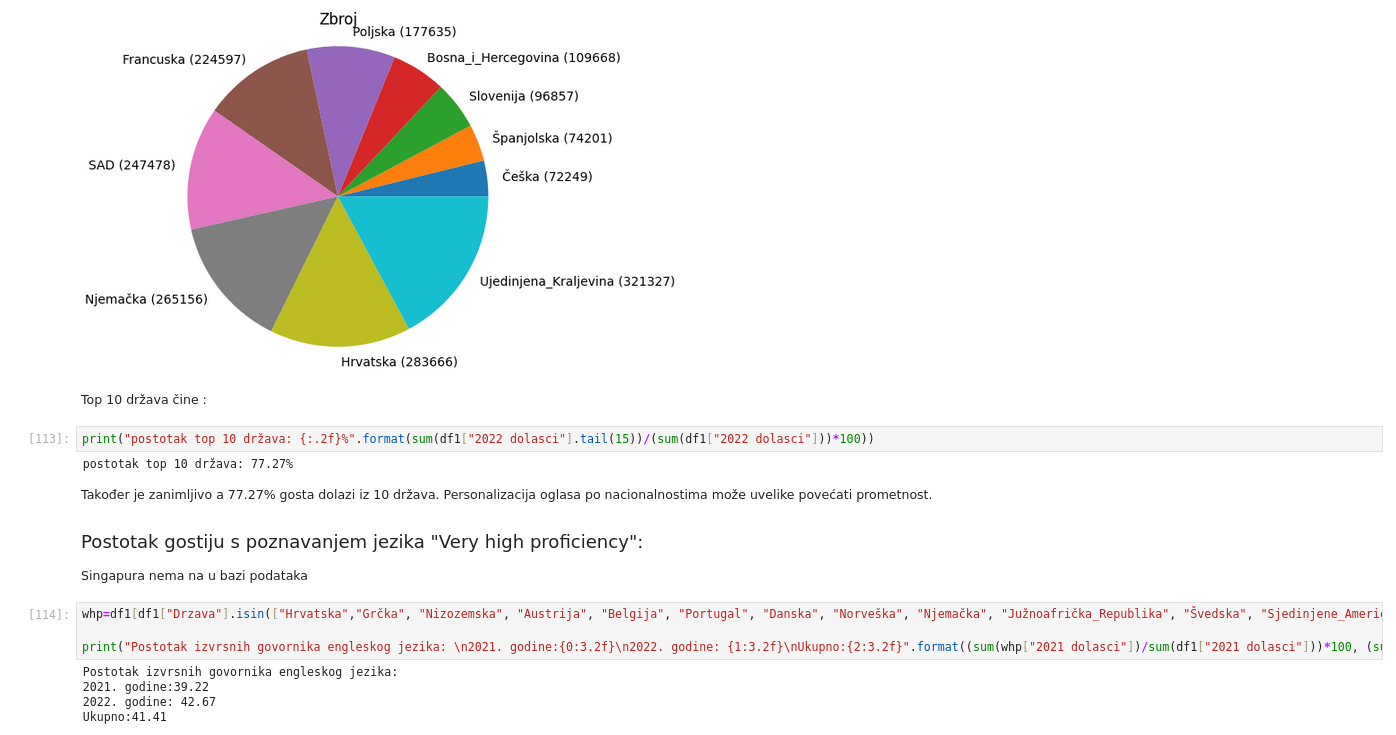 Zbroj
Poljska (177635)
Francuska (224597)
Bosna_i_Hercegovina (109668)
Slovenija (96857)
Španjolska (74201)
SAD (247478)
Češka (72249)
Ujedinjena_Kraljevina (321327)
Njemačka (265156)
Hrvatska (283666)
Top 10 država čine :
[113]: print("postotak top 10 država: {:.2f}%".format(sum(df1["2022 dolasci"].tail(15))/(sum(df1["2022 dolasci"]))*100))
postotak top 10 država: 77.27%
Također je zanimljivo a 77.27% gosta dolazi iz 10 država. Personalizacija oglasa po nacionalnostima može uvelike povećati prometnost.
Postotak gostiju s poznavanjem jezika "Very high proficiency":
Singapura nema na u bazi podataka
[114]: whp=df1[df1["Drzava"].isin(["Hrvatska","Grčka", "Nizozemska", "Austrija", "Belgija", "Portugal", "Danska", "Norveška", "Njemačka", "Južnoafrička_Republika", "Švedska", "Sjedinjene_Ameri
print("Postotak izvrsnih govornika engleskog jezika: \n2021. godine:{0:3.2f}\n2022. godine: {1:3.2f}\nUkupno:{2:3.2f}".format((sum(whp["2021 dolasci"])/sum(df1["2021 dolasci"]))*100, (su
Postotak izvrsnih govornika engleskog jezika:
2021. godine:39.22
2022. godine: 42.67
Ukupno:41.41